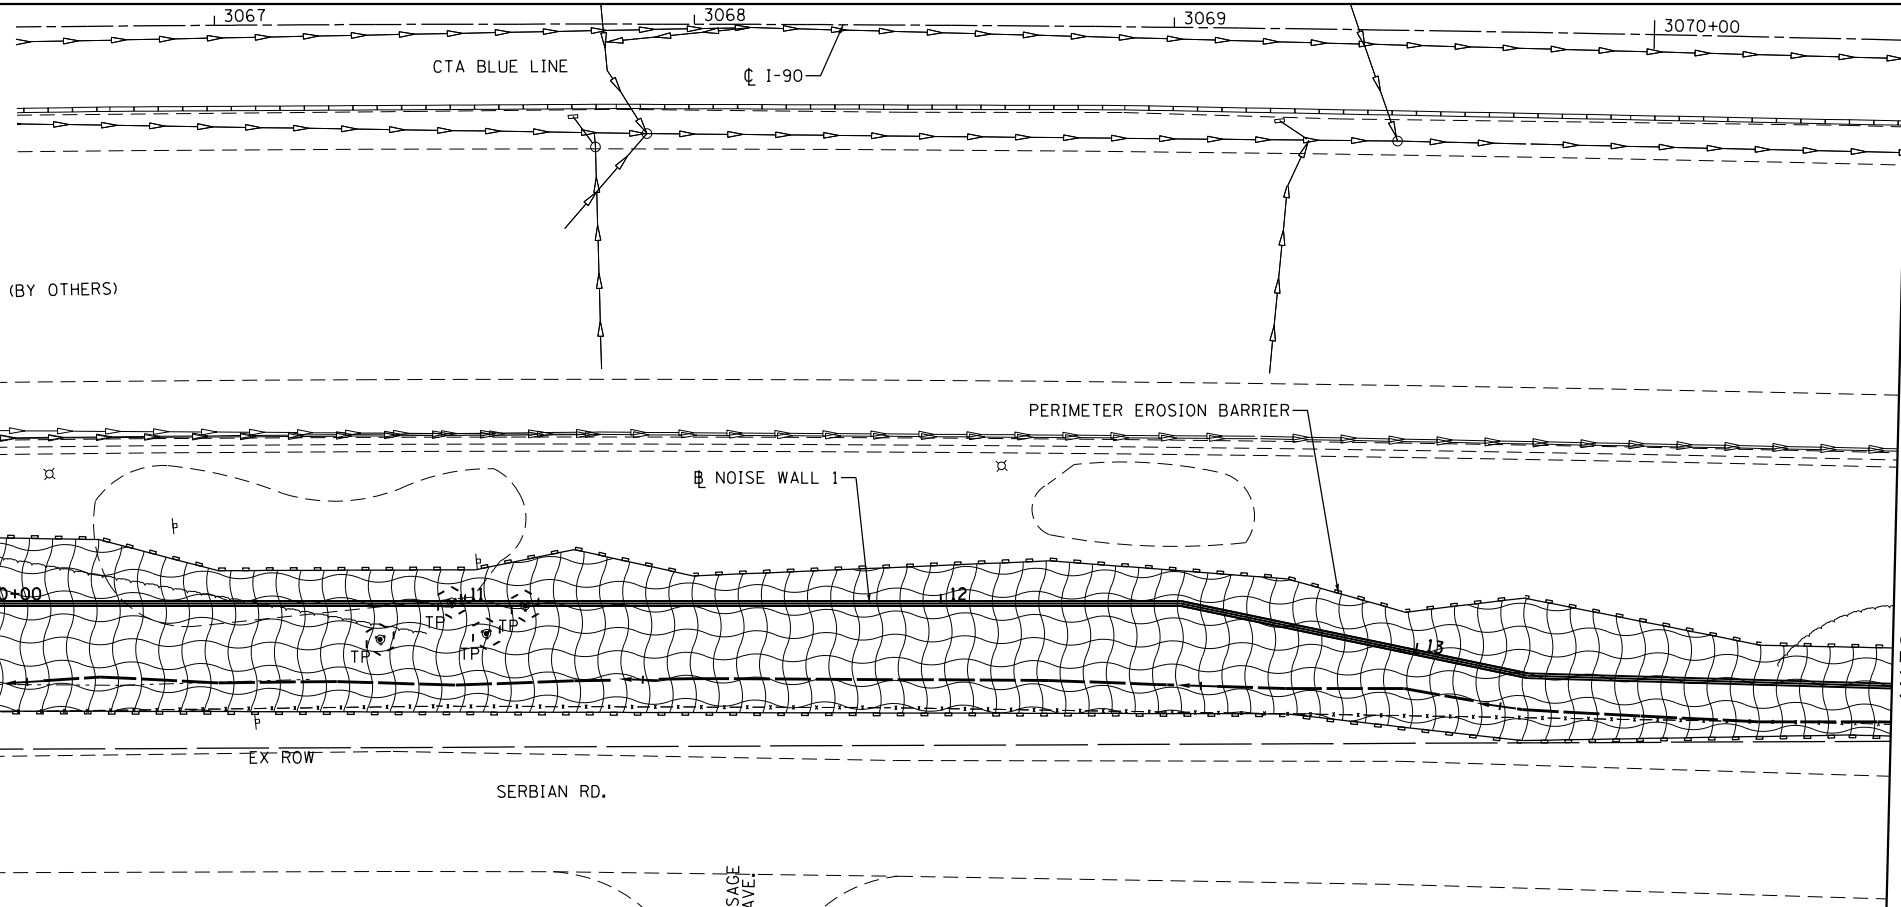 3067
3068
3069
3070+00
CTA BLUE LINE
℄ I-90
(BY OTHERS)
PERIMETER EROSION BARRIER
NOISE WALL 1
0+00
11
12
13
TP
TP
TP
TP
EX ROW
SERBIAN RD.
SAGE
AVE.